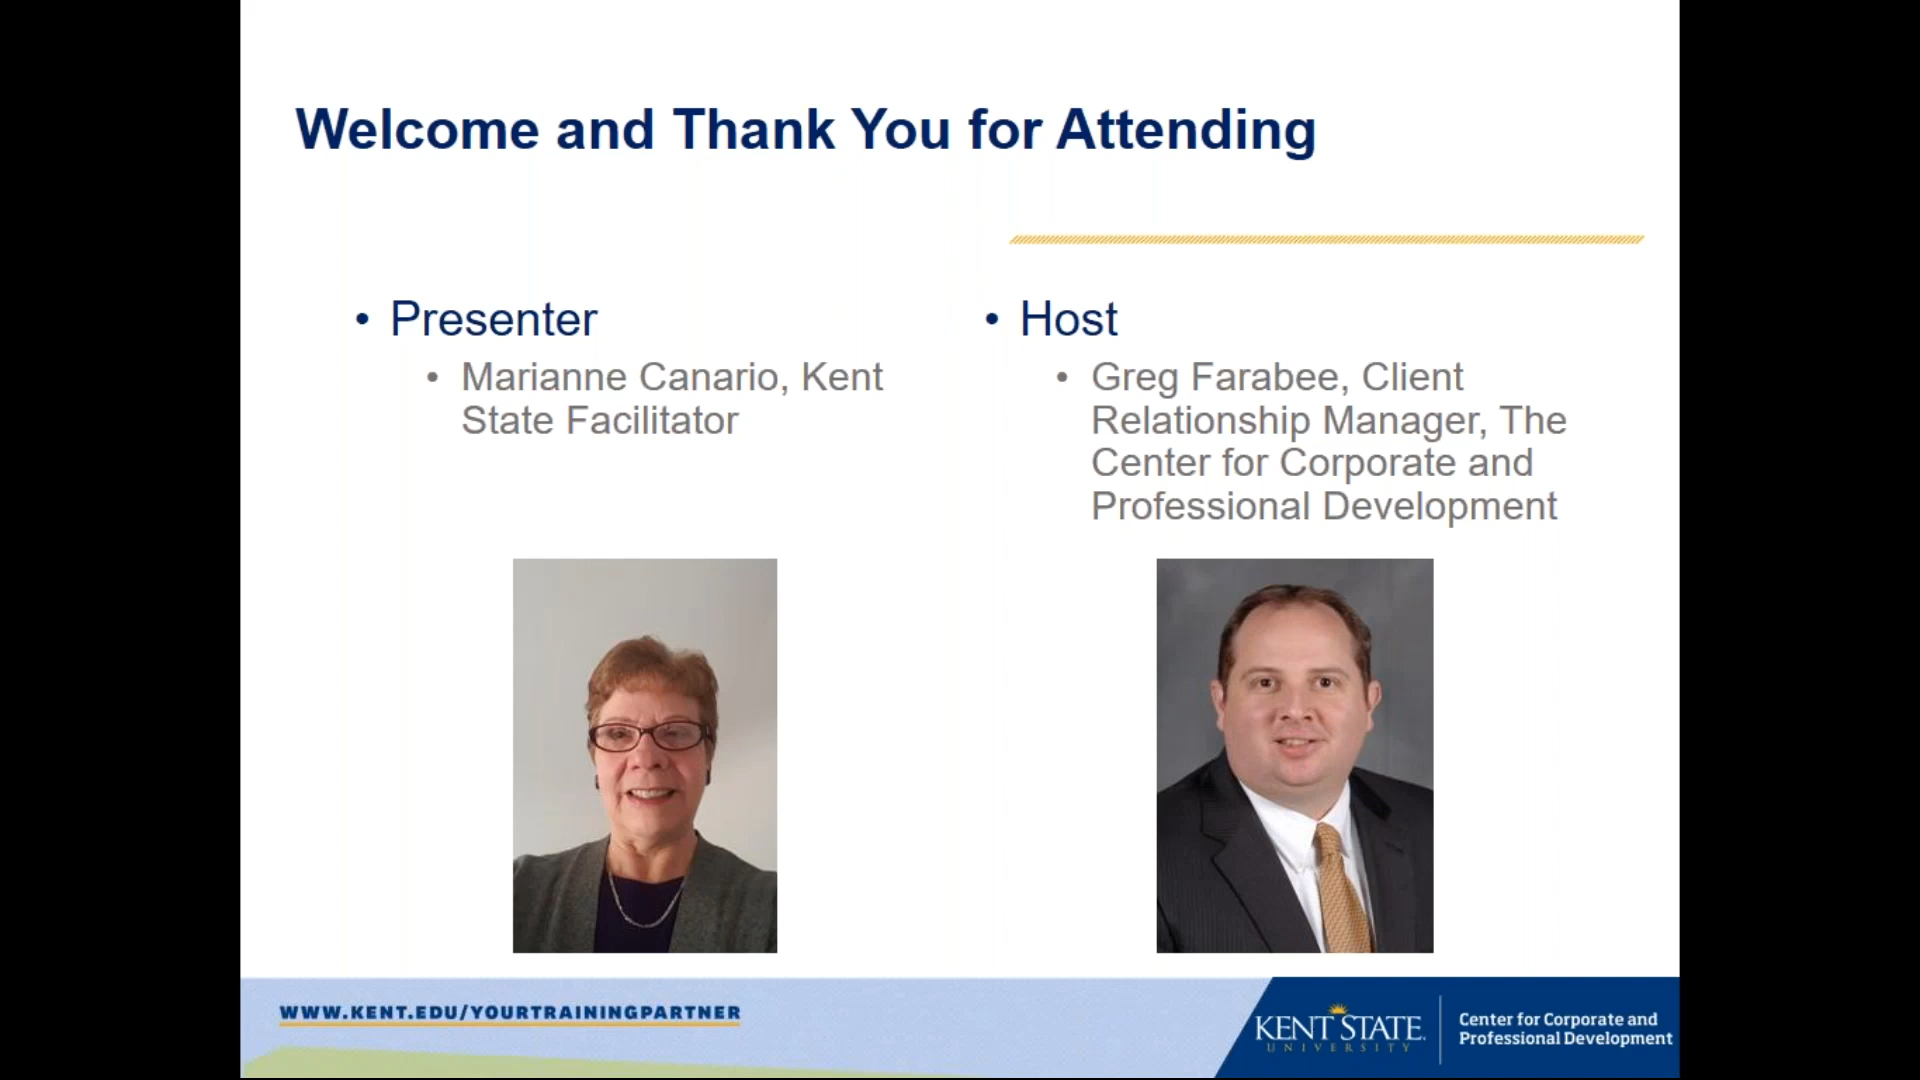 Welcome and Thank You for Attending
• Presenter
• Marianne Canario, Kent
State Facilitator
• Host
• Greg Farabee, Client
Relationship Manager, The
Center for Corporate and
Professional Development
WWW.KENT.EDU/YOURTRAININGPARTNER
KENT STATE
UNIVERSITY
Center for Corporate and
Professional Development